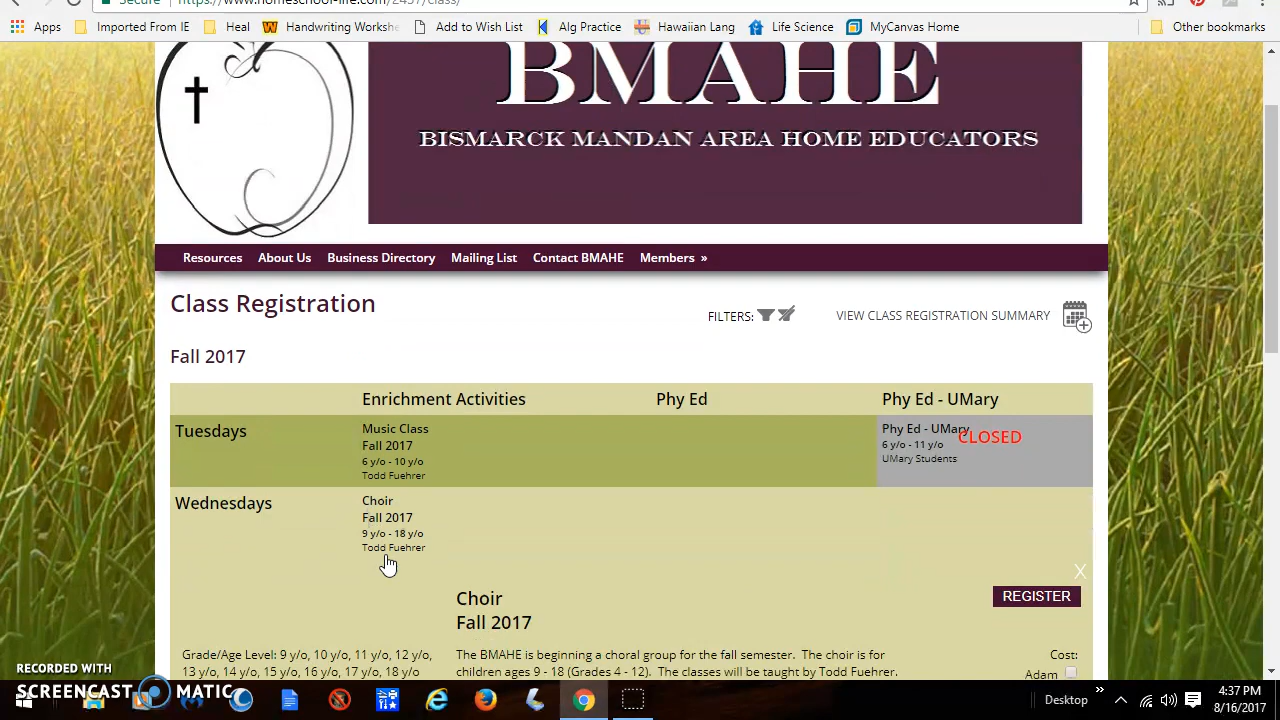 Secure
https://www.homeschool-life.com/2497/class/
Apps Imported From IE Heal Handwriting Workshe Add to Wish List Alg Practice Hawaiian Lang Life Science MyCanvas Home Other bookmarks
BMAHE
BISMARCK MANDAN AREA HOME EDUCATORS
Resources About Us Business Directory Mailing List Contact BMAHE Members »
Class Registration
FILTERS: VIEW CLASS REGISTRATION SUMMARY
Fall 2017
Enrichment Activities Phy Ed Phy Ed - UMary
Tuesdays
Music Class
Fall 2017
6 y/o - 10 y/o
Todd Fuehrer
Phy Ed - UMary
CLOSED
6 y/o - 11 y/o
UMary Students
Wednesdays
Choir
Fall 2017
9 y/o - 18 y/o
Todd Fuehrer
X
Choir
Fall 2017
REGISTER
Grade/Age Level: 9 y/o, 10 y/o, 11 y/o, 12 y/o,
13 y/o, 14 y/o, 15 y/o, 16 y/o, 17 y/o, 18 y/o
The BMAHE is beginning a choral group for the fall semester. The choir is for
children ages 9 - 18 (Grades 4 - 12). The classes will be taught by Todd Fuehrer.
Cost:
Adam
RECORDED WITH
SCREENCAST MATIC
Desktop »
4:37 PM
8/16/2017